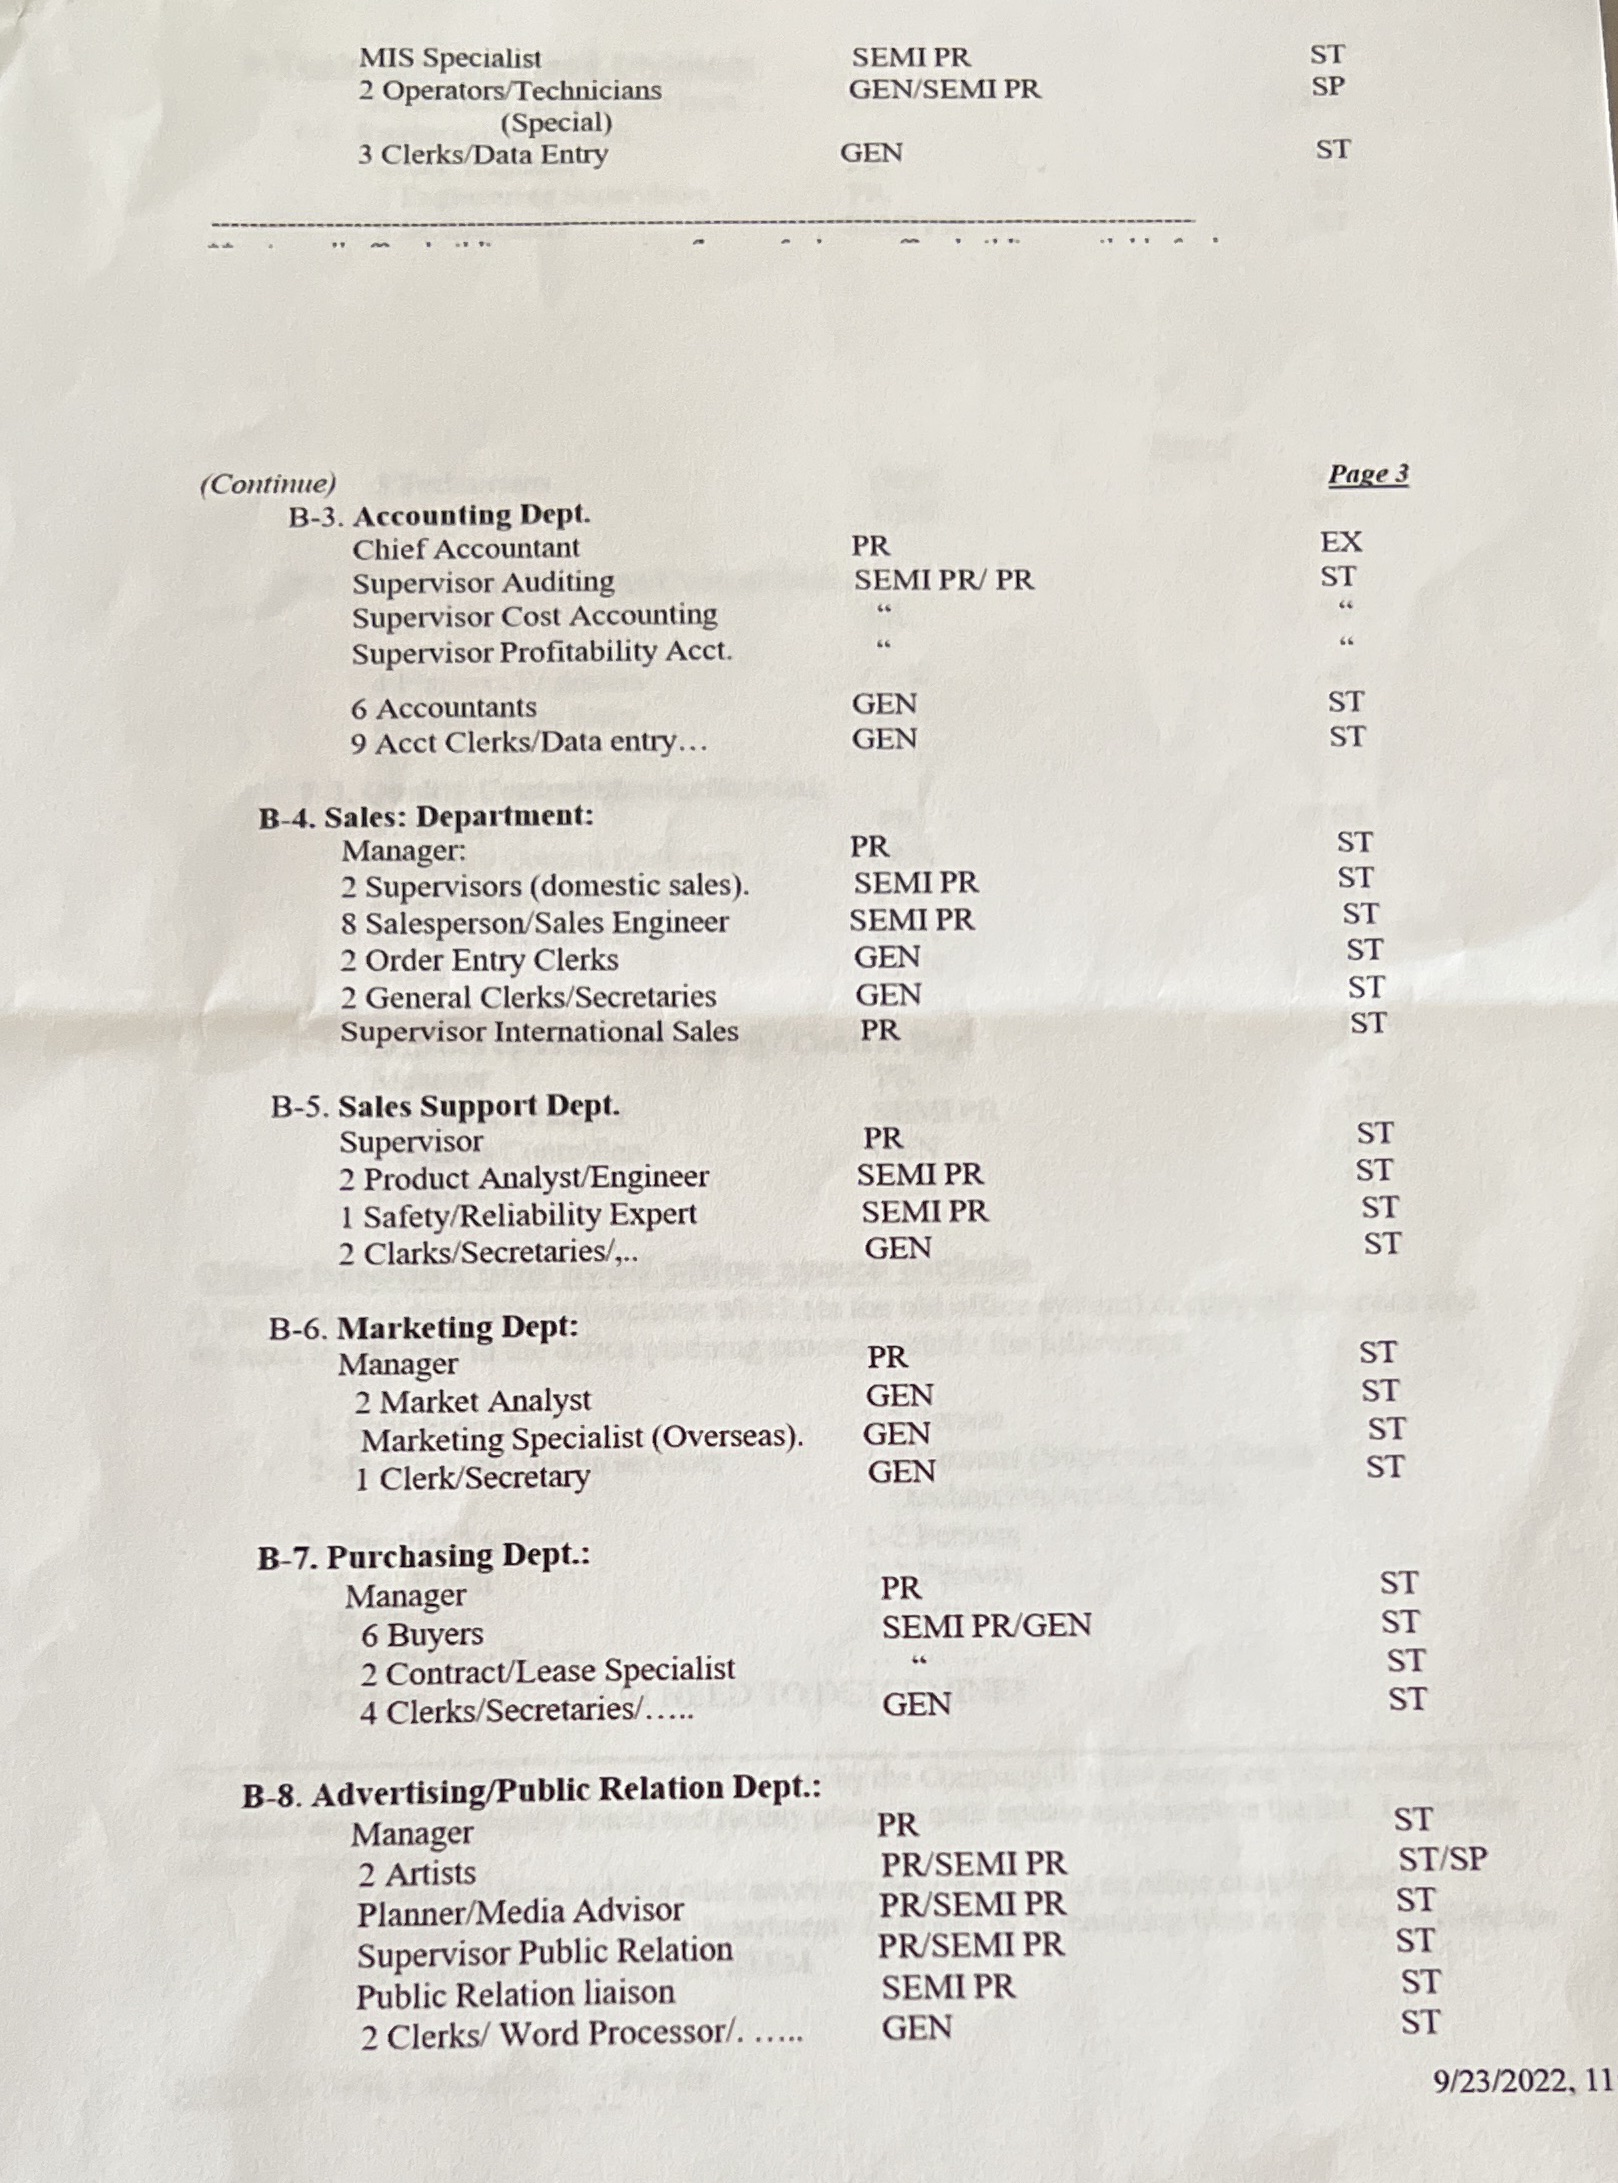 MIS Specialist SEMI PR ST
2 Operators/Technicians GEN/SEMI PR SP
(Special)
3 Clerks/Data Entry GEN ST
(Continue) Page 3
B-3. Accounting Dept.
Chief Accountant PR EX
Supervisor Auditing SEMI PR/ PR ST
Supervisor Cost Accounting “ “
Supervisor Profitability Acct. “ “
6 Accountants GEN ST
9 Acct Clerks/Data entry… GEN ST
B-4. Sales: Department:
Manager: PR ST
2 Supervisors (domestic sales). SEMI PR ST
8 Salesperson/Sales Engineer SEMI PR ST
2 Order Entry Clerks GEN ST
2 General Clerks/Secretaries GEN ST
Supervisor International Sales PR ST
B-5. Sales Support Dept.
Supervisor PR ST
2 Product Analyst/Engineer SEMI PR ST
1 Safety/Reliability Expert SEMI PR ST
2 Clarks/Secretaries/,.. GEN ST
B-6. Marketing Dept:
Manager PR ST
2 Market Analyst GEN ST
Marketing Specialist (Overseas). GEN ST
1 Clerk/Secretary GEN ST
B-7. Purchasing Dept.:
Manager PR ST
6 Buyers SEMI PR/GEN ST
2 Contract/Lease Specialist “ ST
4 Clerks/Secretaries/….. GEN ST
B-8. Advertising/Public Relation Dept.:
Manager PR ST
2 Artists PR/SEMI PR ST/SP
Planner/Media Advisor PR/SEMI PR ST
Supervisor Public Relation PR/SEMI PR ST
Public Relation liaison SEMI PR ST
2 Clerks/ Word Processor/. ….. GEN ST
9/23/2022, 11